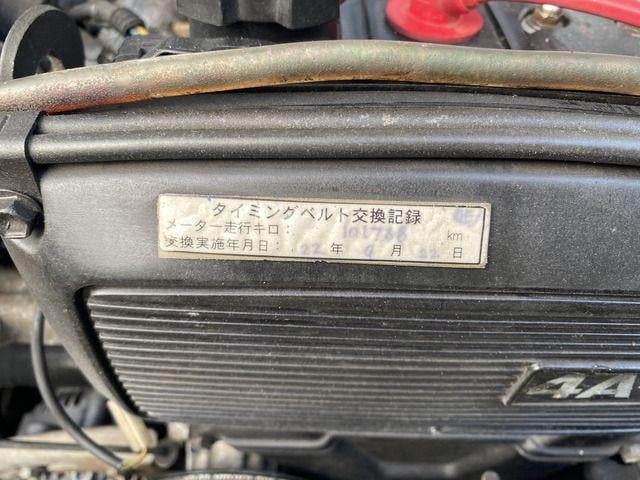 タイミングベルト交換記録
メーター走行キロ： 101766 km
交換実施年月日： 22 年 9 月 22 日
4A